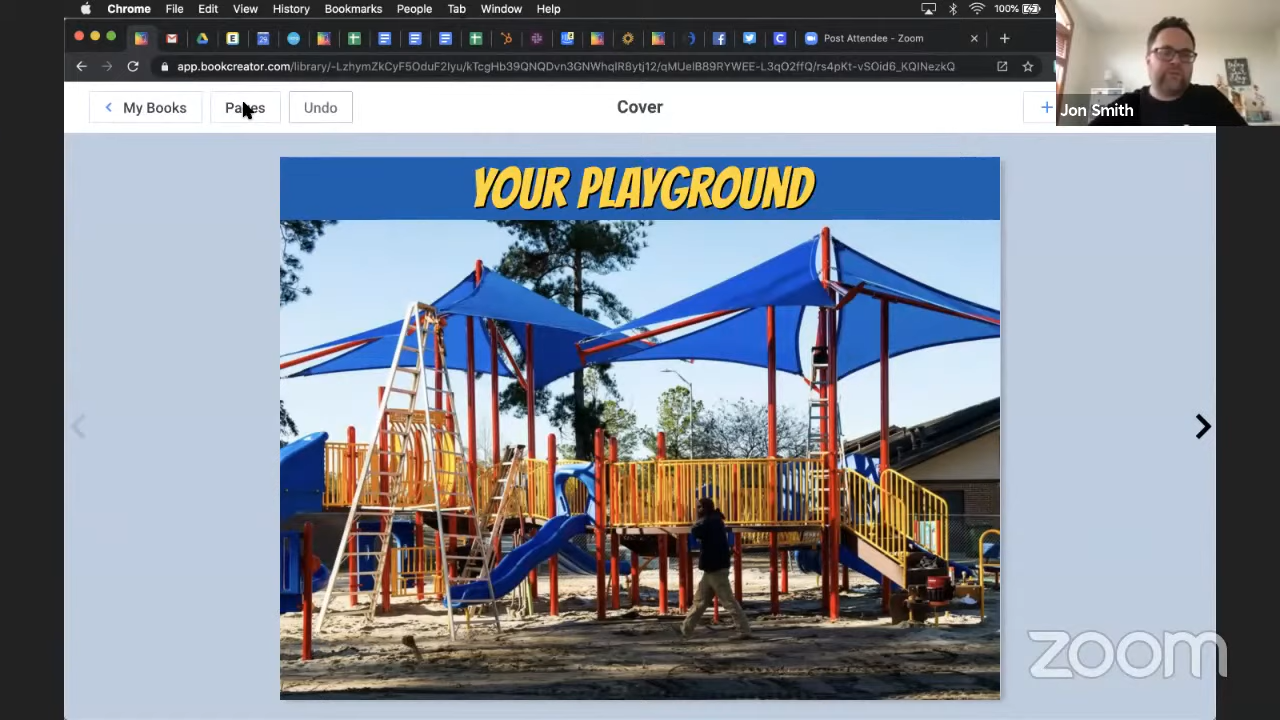 Chrome File Edit View History Bookmarks People Tab Window Help 100%
Post Attendee - Zoom
app.bookcreator.com/library/-LzhymZkCyF5OduF2Iyu/kTcgHb39QNQDvn3GNWhqIR8ytj12/qMUelB89RYWEE-L3qO2ffQ/rs4pKt-vSOid6_KQINezkQ
My Books Pages Undo Cover +
Jon Smith
YOUR PLAYGROUND
zoom